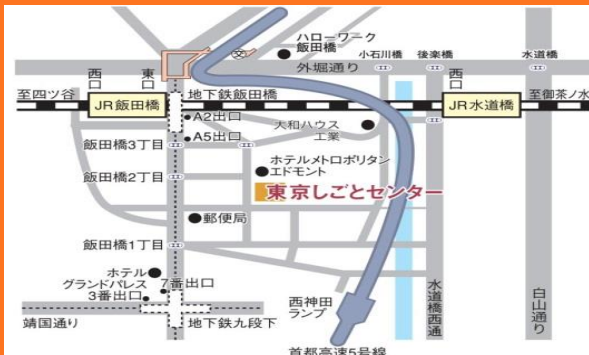 ハローワーク
飯田橋
小石川橋
後楽橋
水道橋
外堀通り
西口
東口
西口
至四ツ谷
JR飯田橋
地下鉄飯田橋
JR水道橋
至御茶ノ水
A2出口
大和ハウス
工業
A5出口
飯田橋3丁目
ホテルメトロポリタン
エドモント
飯田橋2丁目
東京しごとセンター
郵便局
飯田橋1丁目
ホテル
グランドパレス
7番出口
3番出口
西神田
ランプ
水道橋西通
白山通り
靖国通り
地下鉄九段下
首都高速5号線